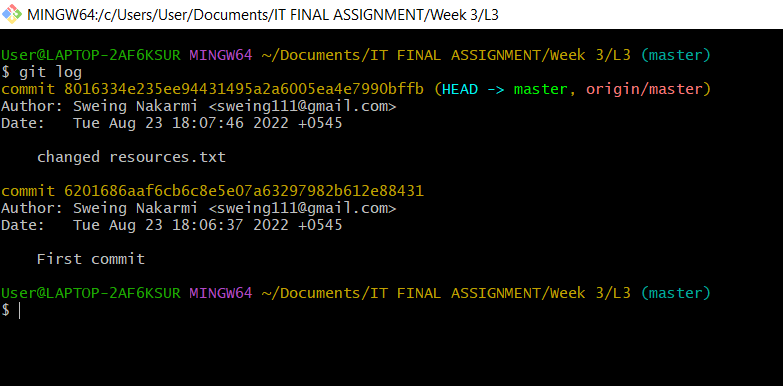 MINGW64:/c/Users/User/Documents/IT FINAL ASSIGNMENT/Week 3/L3
User@LAPTOP-2AF6KSUR MINGW64 ~/Documents/IT FINAL ASSIGNMENT/Week 3/L3 (master)
$ git log
commit 8016334e235ee94431495a2a6005ea4e7990bffb (HEAD -> master, origin/master)
Author: Sweing Nakarmi <sweing111@gmail.com>
Date:   Tue Aug 23 18:07:46 2022 +0545
    changed resources.txt
commit 6201686aaf6cb6c8e5e07a63297982b612e88431
Author: Sweing Nakarmi <sweing111@gmail.com>
Date:   Tue Aug 23 18:06:37 2022 +0545
    First commit
User@LAPTOP-2AF6KSUR MINGW64 ~/Documents/IT FINAL ASSIGNMENT/Week 3/L3 (master)
$